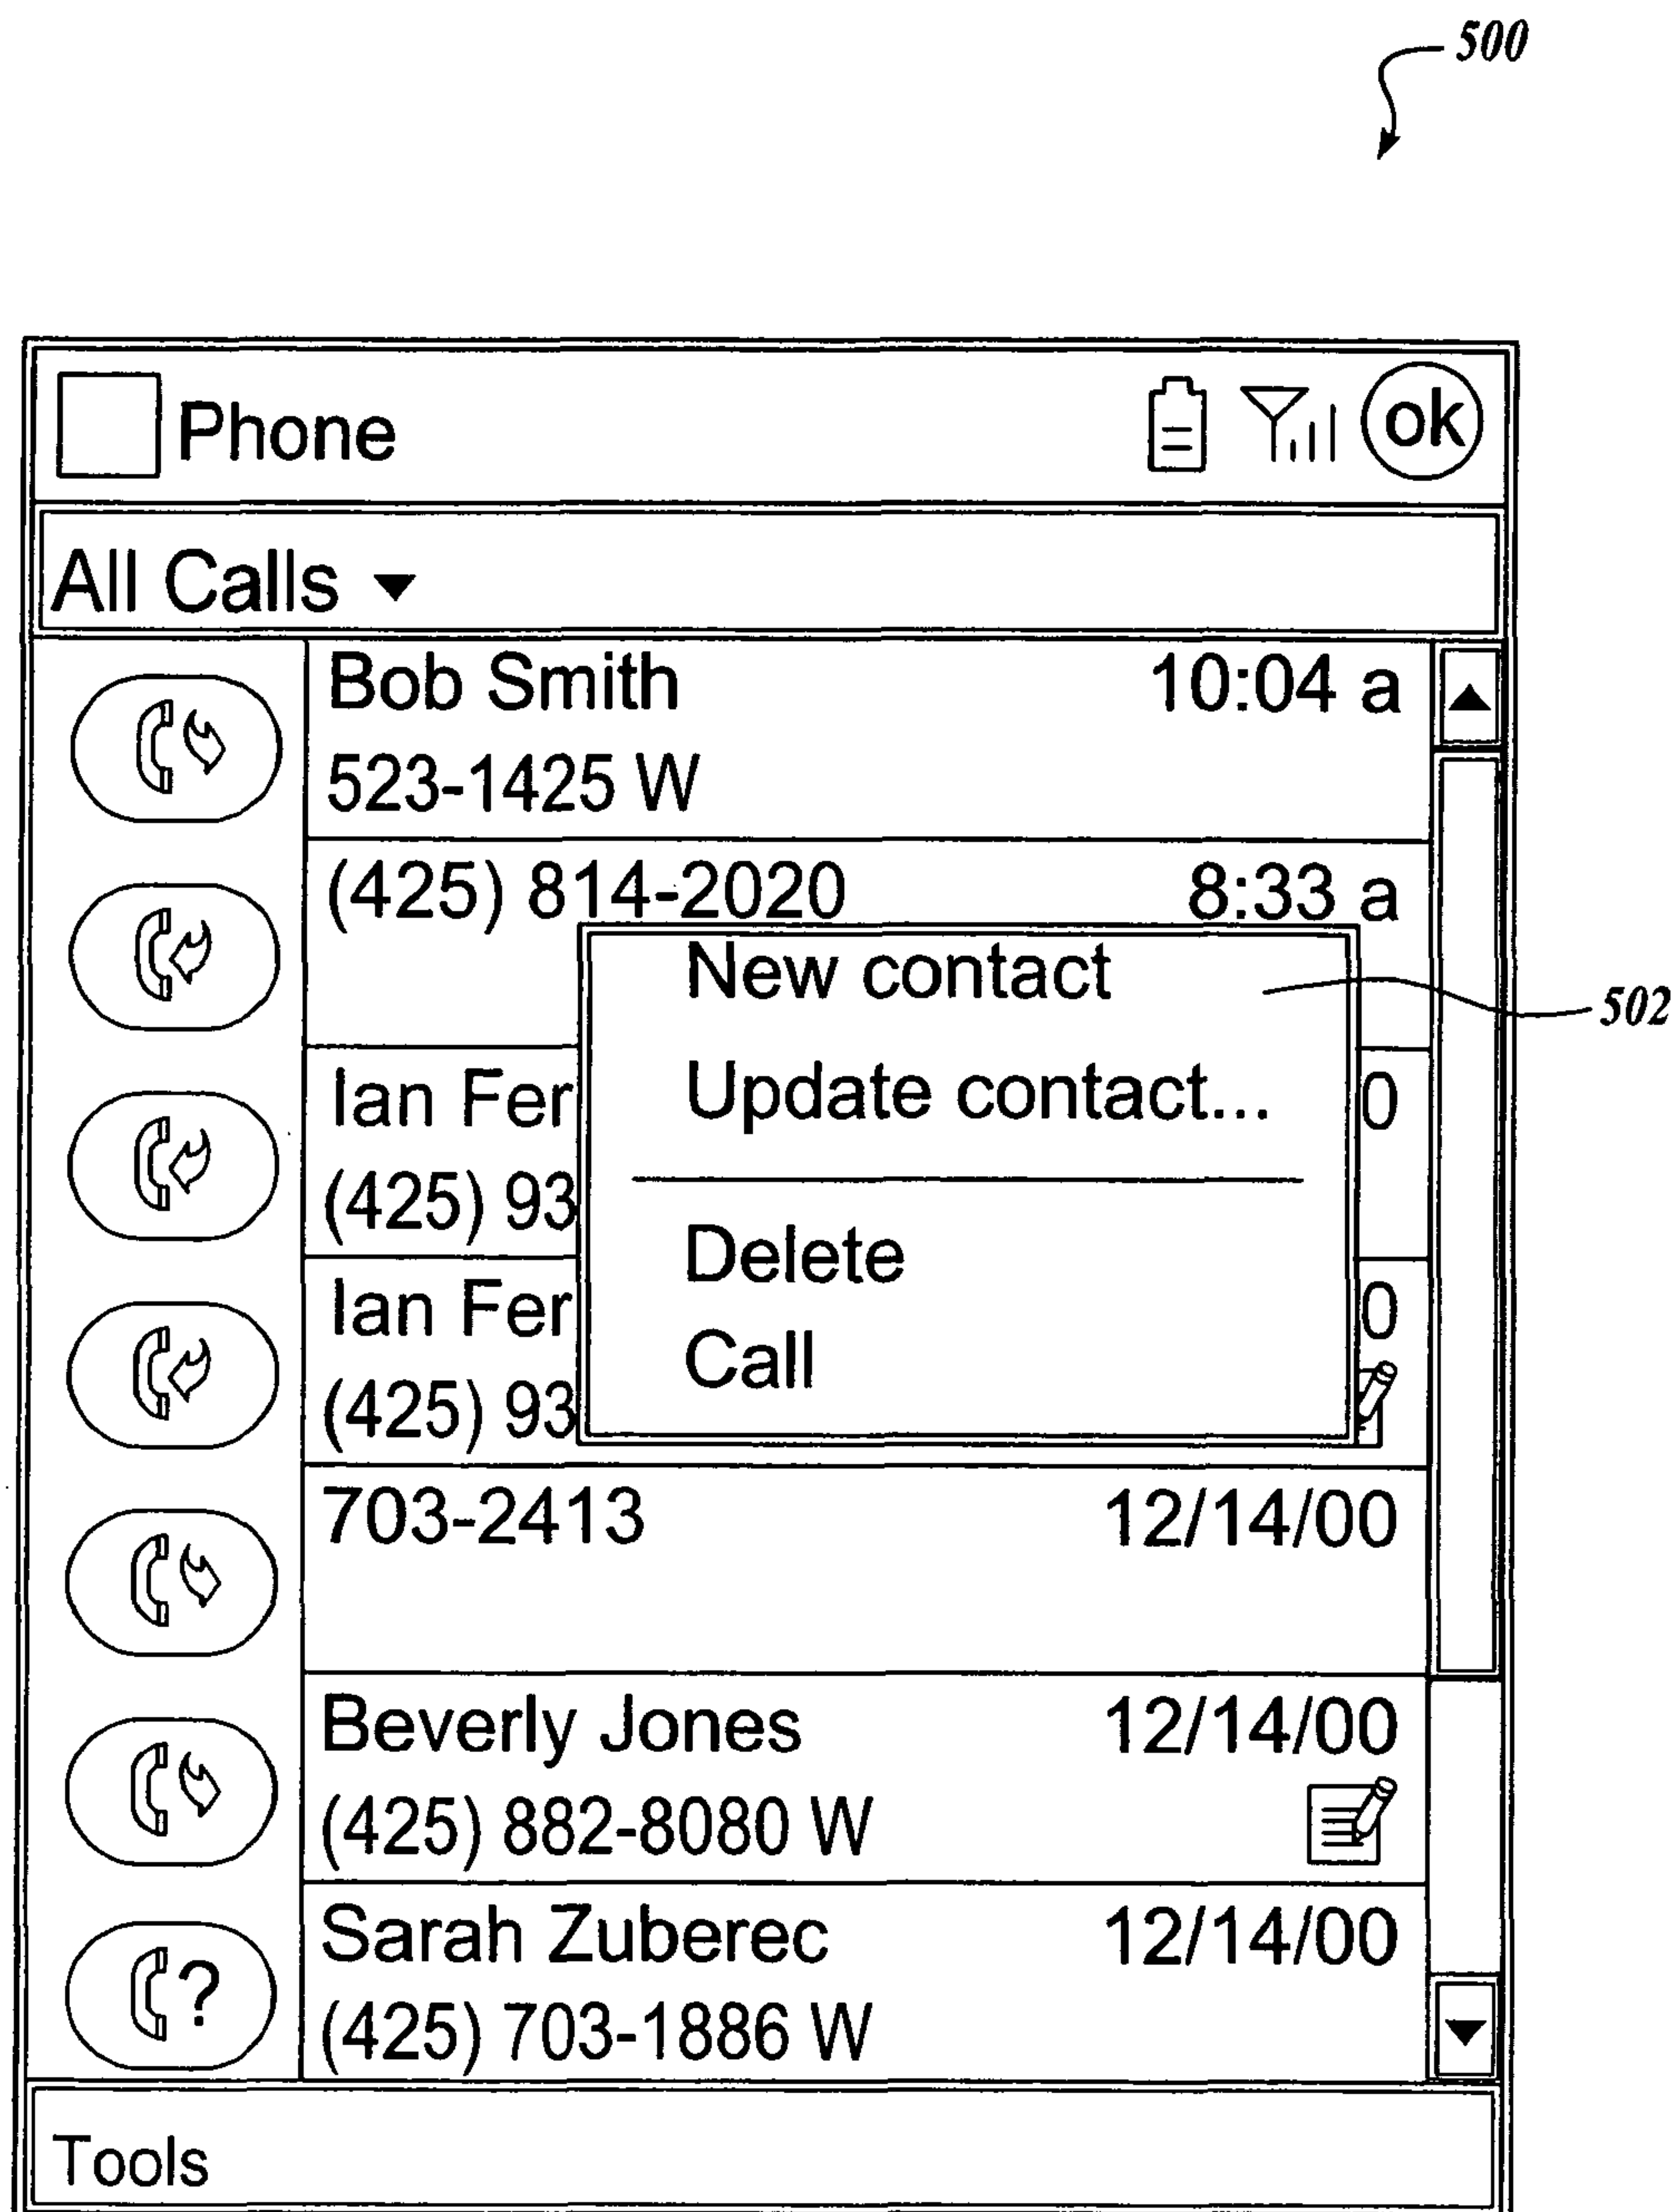 500
Phone ok
All Calls
Bob Smith 10:04 a
523-1425 W
(425) 814-2020 8:33 a
New contact
502
Ian Fer Update contact... 0
(425) 93
Delete
Ian Fer 0
Call
(425) 93
703-2413 12/14/00
Beverly Jones 12/14/00
(425) 882-8080 W
? Sarah Zuberec 12/14/00
(425) 703-1886 W
Tools